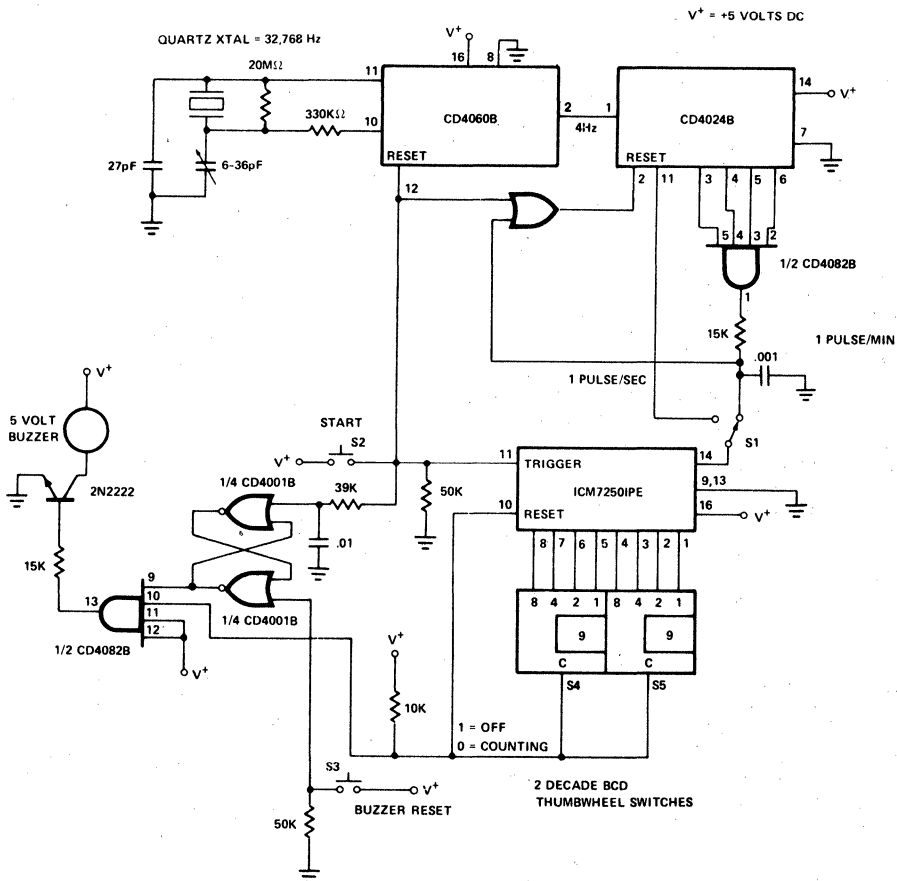 V+ = +5 VOLTS DC
QUARTZ XTAL = 32,768 Hz
20MΩ
330KΩ
27pF
6-36pF
V+
16
8
11
10
CD4060B
RESET
12
2
4Hz
1
CD4024B
RESET
14
V+
7
2
11
3
4
5
6
5
4
3
2
1/2 CD4082B
1
15K
.001
1 PULSE/MIN
1 PULSE/SEC
S1
V+
5 VOLT
BUZZER
2N2222
15K
START
S2
V+
1/4 CD4001B
39K
.01
50K
1/4 CD4001B
13
9
10
11
12
1/2 CD4082B
V+
11
TRIGGER
10
RESET
ICM7250IPE
14
9,13
16
V+
8
7
6
5
4
3
2
1
8
4
2
1
8
4
2
1
9
9
C
C
S4
S5
V+
10K
1 = OFF
0 = COUNTING
S3
V+
BUZZER RESET
50K
2 DECADE BCD
THUMBWHEEL SWITCHES